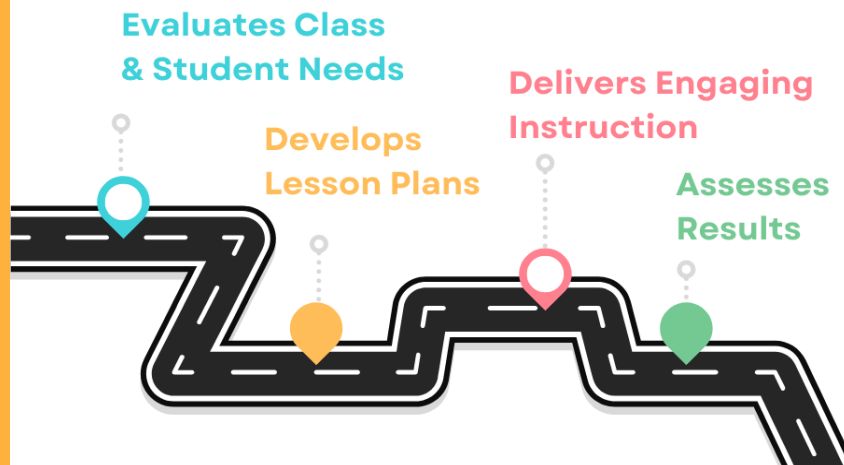 Evaluates Class
& Student Needs
Develops
Lesson Plans
Delivers Engaging
Instruction
Assesses
Results